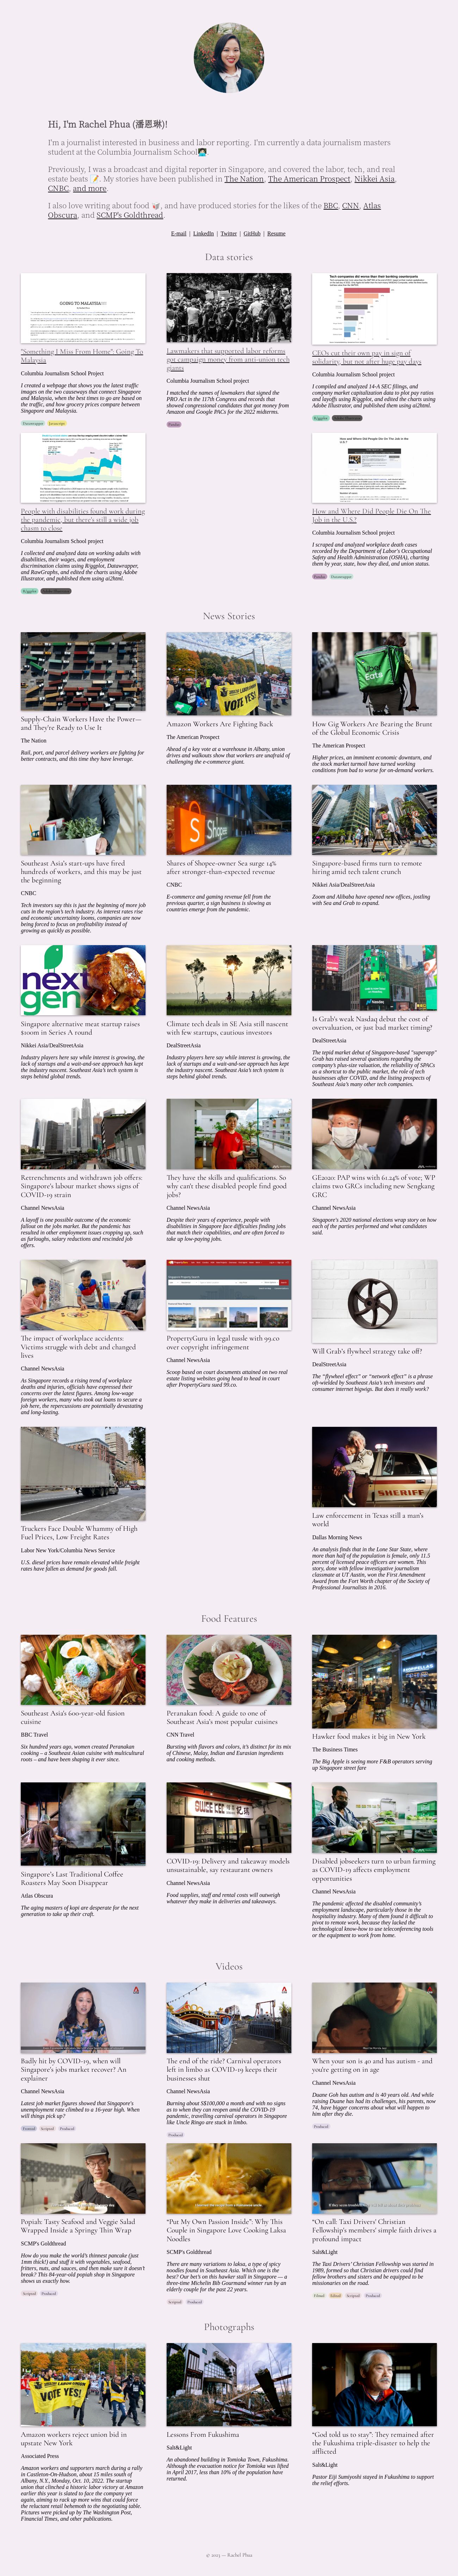 Hi, I'm Rachel Phua (潘恩琳)!
I'm a journalist interested in business and labor reporting. I'm currently a data journalism masters
student at the Columbia Journalism School
Previously, I was a broadcast and digital reporter in Singapore, and covered the labor, tech, and real
estate beats 📝. My stories have been published in The Nation, The American Prospect, Nikkei Asia,
CNBC, and more.
I also love writing about food 🥡, and have produced stories for the likes of the BBC, CNN, Atlas
Obscura, and SCMP's Goldthread.
E-mail | LinkedIn | Twitter | GitHub | Resume
Data stories
GOING TO MALAYSIA
"Something I Miss From Home": Going To
Malaysia
Columbia Journalism School Project
I created a webpage that shows you the latest traffic
images on the two causeways that connect Singapore
and Malaysia, when the best times to go are based on
the traffic, and how grocery prices compare between
Singapore and Malaysia.
Datawrapper Javascript
Lawmakers that supported labor reforms
got campaign money from anti-union tech
giants
Columbia Journalism School project
I matched the names of lawmakers that signed the
PRO Act in the 117th Congress and records that
showed congressional candidates receiving money from
Amazon and Google PACs for the 2022 midterms.
Pandas
Tech companies did worse than their banking counterparts
CEOs cut their own pay in sign of
solidarity, but not after huge pay days
Columbia Journalism School project
I compiled and analyzed 14-A SEC filings, and
company market capitalization data to plot pay ratios
and layoffs using R/ggplot, and edited the charts using
Adobe Illustrator, and published them using ai2html.
R/ggplot Adobe Illustrator
People with disabilities found work during
the pandemic, but there's still a wide job
chasm to close
Columbia Journalism School project
I collected and analyzed data on working adults with
disabilities, their wages, and employment
discrimination claims using R/ggplot, Datawrapper,
and RawGraphs, and edited the charts using Adobe
Illustrator, and published them using ai2html.
R/ggplot Adobe Illustrator
How and Where Did People Die On The
Job in the U.S.?
Columbia Journalism School project
I scraped and analyzed workplace death cases
recorded by the Department of Labor's Occupational
Safety and Health Administration (OSHA), charting
them by year, state, how they died, and union status.
Pandas Datawrapper
News Stories
Supply-Chain Workers Have the Power—
and They're Ready to Use It
The Nation
Rail, port, and parcel delivery workers are fighting for
better contracts, and this time they have leverage.
VOTE YES!
Amazon Workers Are Fighting Back
The American Prospect
Ahead of a key vote at a warehouse in Albany, union
drives and walkouts show that workers are unafraid of
challenging the e-commerce giant.
Uber
Eats
How Gig Workers Are Bearing the Brunt
of the Global Economic Crisis
The American Prospect
Higher prices, an imminent economic downturn, and
the stock market turmoil have turned working
conditions from bad to worse for on-demand workers.
Southeast Asia's start-ups have fired
hundreds of workers, and this may be just
the beginning
CNBC
Tech investors say this is just the beginning of more job
cuts in the region's tech industry. As interest rates rise
and economic uncertainty looms, companies are now
being forced to focus on profitability instead of
growing as quickly as possible.
Shares of Shopee-owner Sea surge 14%
after stronger-than-expected revenue
CNBC
E-commerce and gaming revenue fell from the
previous quarter, a sign business is slowing as
countries emerge from the pandemic.
Singapore-based firms turn to remote
hiring amid tech talent crunch
Nikkei Asia/DealStreetAsia
Zoom and Alibaba have opened new offices, jostling
with Sea and Grab to expand.
next
gen
Singapore alternative meat startup raises
$100m in Series A round
Nikkei Asia/DealStreetAsia
Industry players here say while interest is growing, the
lack of startups and a wait-and-see approach has kept
the industry nascent. Southeast Asia's tech system is
steps behind global trends.
Climate tech deals in SE Asia still nascent
with few startups, cautious investors
DealStreetAsia
Industry players here say while interest is growing, the
lack of startups and a wait-and-see approach has kept
the industry nascent. Southeast Asia's tech system is
steps behind global trends.
Is Grab's weak Nasdaq debut the cost of
overvaluation, or just bad market timing?
DealStreetAsia
The tepid market debut of Singapore-based "superapp"
Grab has raised several questions regarding the
company's plus-size valuation, the reliability of SPACs
as a shortcut to the public market, the role of tech
businesses after COVID, and the listing prospects of
Southeast Asia's many other tech companies.
Retrenchments and withdrawn job offers:
Singapore's labour market shows signs of
COVID-19 strain
Channel NewsAsia
A layoff is one possible outcome of the economic
fallout on the jobs market. But the pandemic has
resulted in other employment issues cropping up, such
as furloughs, salary reductions and rescinded job
offers.
They have the skills and qualifications. So
why can't these disabled people find good
jobs?
Channel NewsAsia
Despite their years of experience, people with
disabilities in Singapore face difficulties finding jobs
that match their capabilities, and are often forced to
take up low-paying jobs.
GE2020: PAP wins with 61.24% of vote; WP
claims two GRCs including new Sengkang
GRC
Channel NewsAsia
Singapore's 2020 national elections wrap story on how
each of the parties performed and what candidates
said.
The impact of workplace accidents:
Victims struggle with debt and changed
lives
Channel NewsAsia
As Singapore records a rising trend of workplace
deaths and injuries, officials have expressed their
concerns over the latest figures. Among low-wage
foreign workers, many who took out loans to secure a
job here, the repercussions are potentially devastating
and long-lasting.
PropertyGuru in legal tussle with 99.co
over copyright infringement
Channel NewsAsia
Scoop based on court documents attained on two real
estate listing websites going head to head in court
after PropertyGuru sued 99.co.
Will Grab's flywheel strategy take off?
DealStreetAsia
The "flywheel effect" or "network effect" is a phrase
oft-wielded by Southeast Asia's tech investors and
consumer internet bigwigs. But does it really work?
Truckers Face Double Whammy of High
Fuel Prices, Low Freight Rates
Labor New York/Columbia News Service
U.S. diesel prices have remain elevated while freight
rates have fallen as demand for goods fall.
SHERIFF
Law enforcement in Texas still a man's
world
Dallas Morning News
An analysis finds that in the Lone Star State, where
more than half of the population is female, only 11.5
percent of licensed peace officers are women. This
story, done with fellow investigative journalism
classmate at UT Austin, won the First Amendment
Award from the Fort Worth chapter of the Society of
Professional Journalists in 2016.
Food Features
Southeast Asia's 600-year-old fusion
cuisine
BBC Travel
Six hundred years ago, women created Peranakan
cooking – a Southeast Asian cuisine with multicultural
roots – and have been shaping it ever since.
Peranakan food: A guide to one of
Southeast Asia's most popular cuisines
CNN Travel
Bursting with flavors and colors, it's distinct for its mix
of Chinese, Malay, Indian and Eurasian ingredients
and cooking methods.
Hawker food makes it big in New York
The Business Times
The Big Apple is seeing more F&B operators serving
up Singapore street fare
Singapore's Last Traditional Coffee
Roasters May Soon Disappear
Atlas Obscura
The aging masters of kopi are desperate for the next
generation to take up their craft.
COVID-19: Delivery and takeaway models
unsustainable, say restaurant owners
Channel NewsAsia
Food supplies, staff and rental costs will outweigh
whatever they make in deliveries and takeaways.
Disabled jobseekers turn to urban farming
as COVID-19 affects employment
opportunities
Channel NewsAsia
The pandemic affected the disabled community's
employment landscape, particularly those in the
hospitality industry. Many of them found it difficult to
pivot to remote work, because they lacked the
technological know-how to use teleconferencing tools
or the equipment to work from home.
Videos
Badly hit by COVID-19, when will
Singapore's jobs market recover? An
explainer
Channel NewsAsia
Latest job market figures showed that Singapore's
unemployment rate climbed to a 16-year high. When
will things pick up?
Scripted Produced
The end of the ride? Carnival operators
left in limbo as COVID-19 keeps their
businesses shut
Channel NewsAsia
Burning about S$100,000 a month and with no signs
as to when they can reopen amid the COVID-19
pandemic, travelling carnival operators in Singapore
like Uncle Ringo are stuck in limbo.
Produced
When your son is 40 and has autism - and
you're getting on in age
Channel NewsAsia
Duane Goh has autism and is 40 years old. And while
raising Duane has had its challenges, his parents, now
74, have bigger concerns about what will happen to
him after they die.
Produced
Popiah: Tasty Seafood and Veggie Salad
Wrapped Inside a Springy Thin Wrap
SCMP's Goldthread
How do you make the world's thinnest pancake (just
1mm thick) and stuff it with vegetables, seafood,
fritters, nuts, and sauces, and then make sure it doesn't
break? This 84-year-old popiah shop in Singapore
shows us exactly how.
Scripted Produced
"Put My Own Passion Inside": Why This
Couple in Singapore Love Cooking Laksa
Noodles
SCMP's Goldthread
There are many variations to laksa, a type of spicy
noodles found in Southeast Asia. Which one is the
best? Our bet's on this hawker stall in Singapore — a
three-time Michelin Bib Gourmand winner run by an
elderly couple for the past 22 years.
Scripted Produced
"On call: Taxi Drivers' Christian
Fellowship's members' simple faith drives a
profound impact
Salt&Light
The Taxi Drivers' Christian Fellowship was started in
1989, formed so that Christian drivers could find
fellow brothers and sisters and be equipped to be
missionaries on the road.
Filmed Edited Scripted Produced
Photographs
VOTE YES!
Amazon workers reject union bid in
upstate New York
Associated Press
Amazon workers and supporters march during a rally
in Castleton-On-Hudson, about 15 miles south of
Albany, N.Y., Monday, Oct. 10, 2022. The startup
union that clinched a historic labor victory at Amazon
earlier this year is slated to face the company yet
again, aiming to rack up more wins that could force
the reluctant retail behemoth to the negotiating table.
Pictures were picked up by The Washington Post,
Financial Times, and other publications.
Lessons From Fukushima
Salt&Light
An abandoned building in Tomioka Town, Fukushima.
Although the evacuation notice for Tomioka was lifted
in April 2017, less than 10% of the population have
returned.
"God told us to stay": They remained after
the Fukushima triple-disaster to help the
afflicted
Salt&Light
Pastor Eiji Sumiyoshi stayed in Fukushima to support
the relief efforts.
© 2023 — Rachel Phua